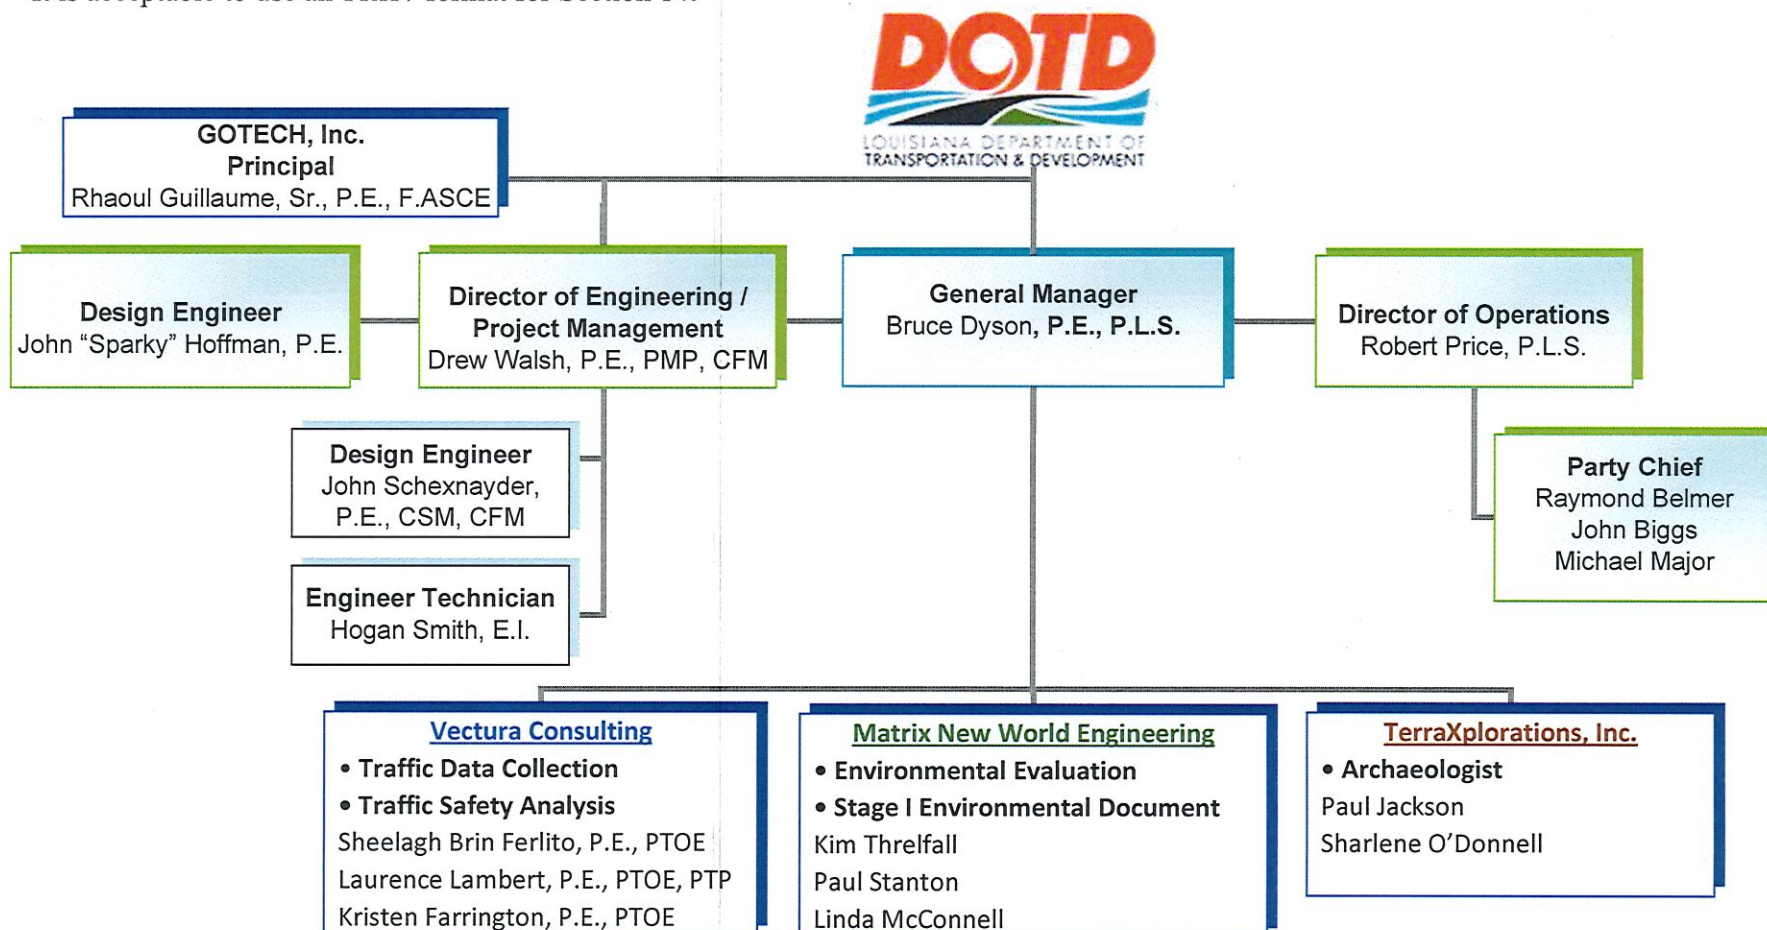 DOTD
LOUISIANA DEPARTMENT OF
TRANSPORTATION & DEVELOPMENT
GOTECH, Inc.
Principal
Rhaoul Guillaume, Sr., P.E., F.ASCE
Design Engineer
John “Sparky” Hoffman, P.E.
Director of Engineering /
Project Management
Drew Walsh, P.E., PMP, CFM
General Manager
Bruce Dyson, P.E., P.L.S.
Director of Operations
Robert Price, P.L.S.
Design Engineer
John Schexnayder,
P.E., CSM, CFM
Engineer Technician
Hogan Smith, E.I.
Party Chief
Raymond Belmer
John Biggs
Michael Major
Vectura Consulting
• Traffic Data Collection
• Traffic Safety Analysis
Sheelagh Brin Ferlito, P.E., PTOE
Laurence Lambert, P.E., PTOE, PTP
Kristen Farrington, P.E., PTOE
Matrix New World Engineering
• Environmental Evaluation
• Stage I Environmental Document
Kim Threlfall
Paul Stanton
Linda McConnell
TerraXplorations, Inc.
• Archaeologist
Paul Jackson
Sharlene O’Donnell